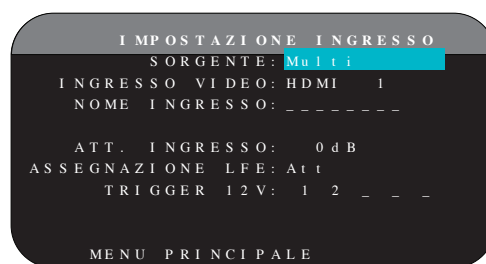 IMPOSTAZIONE INGRESSO
SORGENTE: Multi
INGRESSO VIDEO: HDMI 1
NOME INGRESSO: _ _ _ _ _ _ _ _
ATT. INGRESSO: 0dB
ASSEGNAZIONE LFE: Att
TRIGGER 12V: 1 2 _ _ _
MENU PRINCIPALE